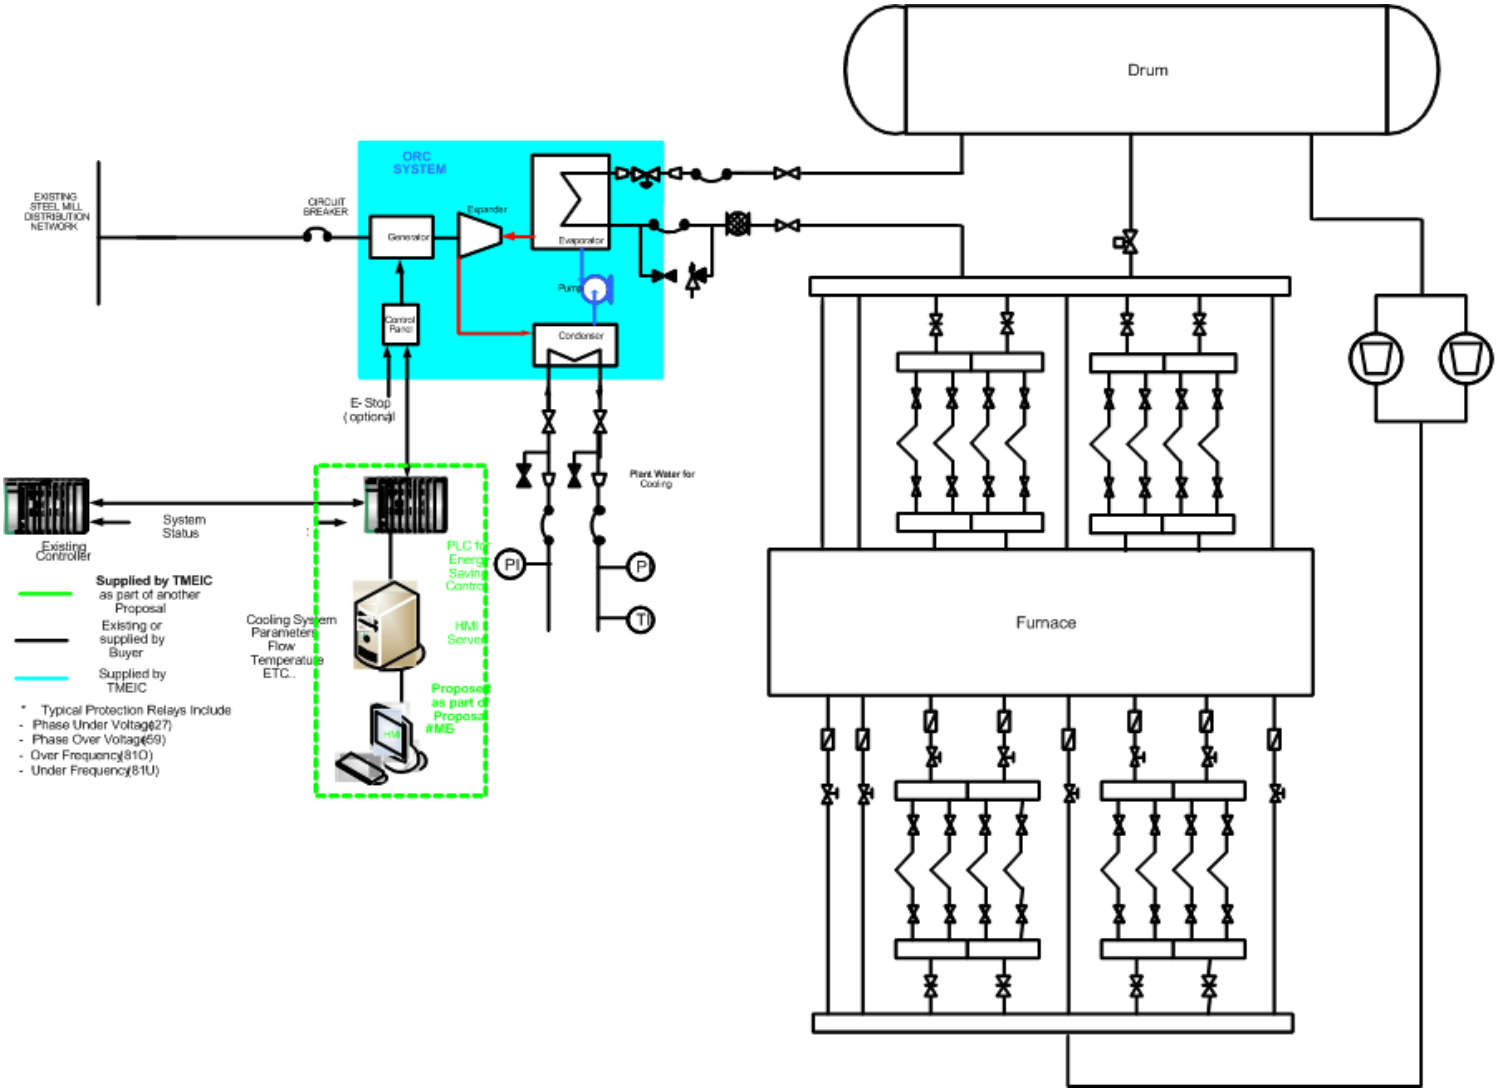 Drum
ORC
SYSTEM
EXISTING
STEEL MILL
DISTRIBUTION
NETWORK
CIRCUIT
BREAKER
Expander
Generator
Evaporator
Pump
Control
Panel
Condenser
E- Stop
( optional
Plant Water for
Cooling
System
Status
:
Existing
Controller
PLC for
Energy
Saving
Control
PI
P
TI
Supplied by TMEIC
as part of another
Proposal
Existing or
supplied by
Buyer
Supplied by
TMEIC
Cooling System
Parameters
Flow
Temperature
ETC..
HMI
Server
Furnace
Proposed
as part of
Proposal
#МБ
HMI
* Typical Protection Relays Include
- Phase Under Voltage(27)
- Phase Over Voltage(59)
- Over Frequency(81O)
- Under Frequency(81U)